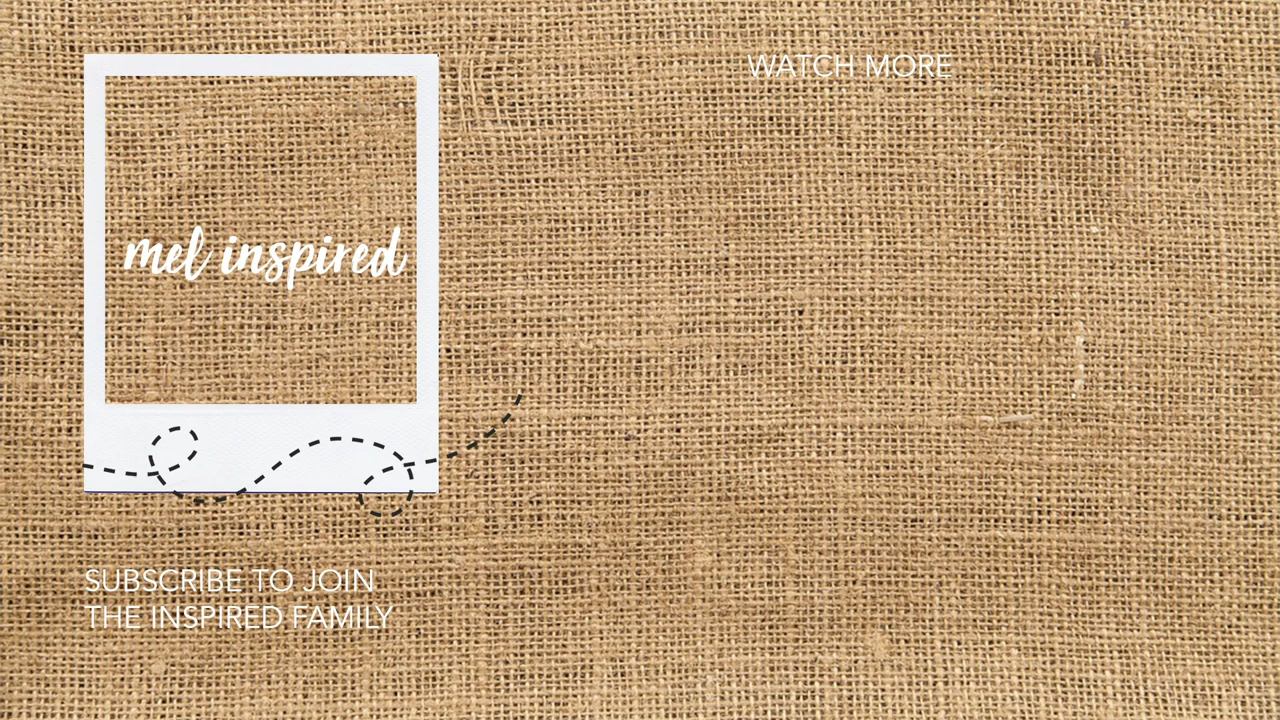 mel inspired
WATCH MORE
SUBSCRIBE TO JOIN
THE INSPIRED FAMILY